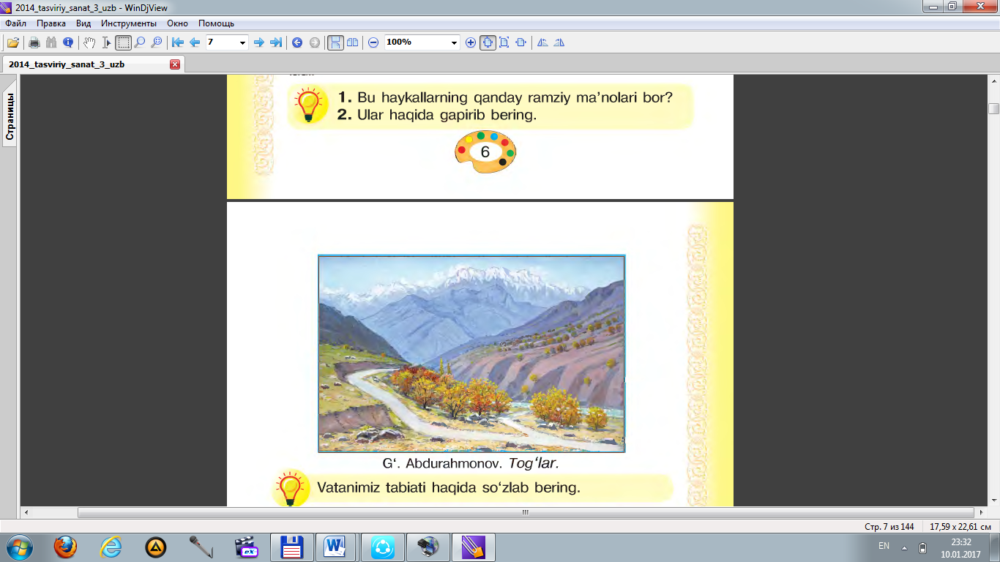 2014_tasviriy_sanat_3_uzb - WinDjView
Файл Правка Вид Инструменты Окно Помощь
7 100%
2014_tasviriy_sanat_3_uzb
Страницы
1. Bu haykallarning qanday ramziy ma’nolari bor?
2. Ular haqida gapirib bering.
6
G‘. Abdurahmonov. Tog‘lar.
Vatanimiz tabiati haqida so‘zlab bering.
Стр. 7 из 144 17,59 x 22,61 см
EN 23:32
10.01.2017